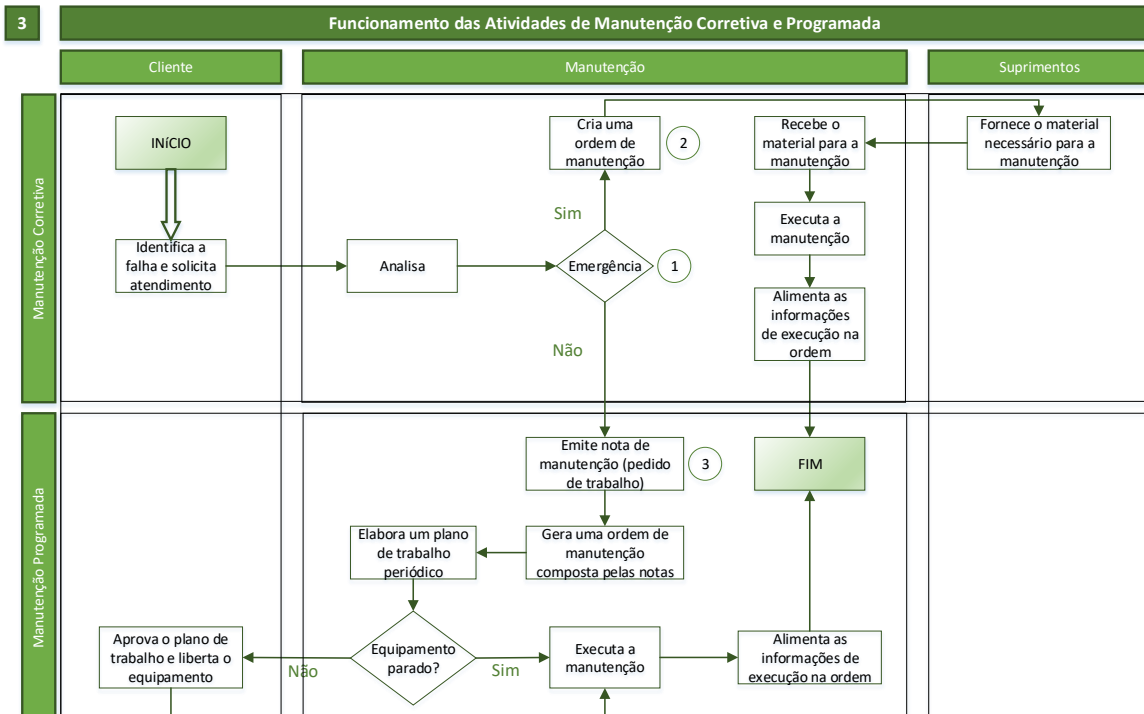 3
Funcionamento das Atividades de Manutenção Corretiva e Programada
Cliente
Manutenção
Suprimentos
Manutenção Corretiva
INÍCIO
Cria uma
ordem de
manutenção
2
Recebe o
material para a
manutenção
Fornece o material
necessário para a
manutenção
Sim
Executa a
manutenção
Identifica a
falha e solicita
atendimento
Analisa
Emergência
1
Alimenta as
informações
de execução na
ordem
Não
Manutenção Programada
Emite nota de
manutenção (pedido
de trabalho)
3
FIM
Elabora um plano
de trabalho
periódico
Gera uma ordem de
manutenção
composta pelas notas
Aprova o plano de
trabalho e liberta o
equipamento
Não
Equipamento
parado?
Sim
Executa a
manutenção
Alimenta as
informações de
execução na ordem